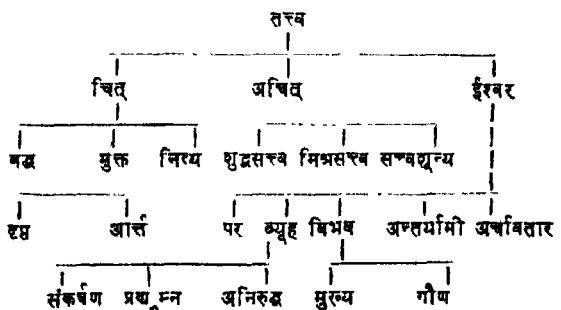 तत्त्व
चित् अचित् ईश्वर
बद्ध मुक्त नित्य शुद्धसत्त्व मिश्रसत्त्व सत्त्वशून्य
दृप्त आर्त्त पर व्यूह विभव अन्तर्यामी अर्चावतार
संकर्षण प्रद्यूम्न अनिरुद्ध मुख्य गौण